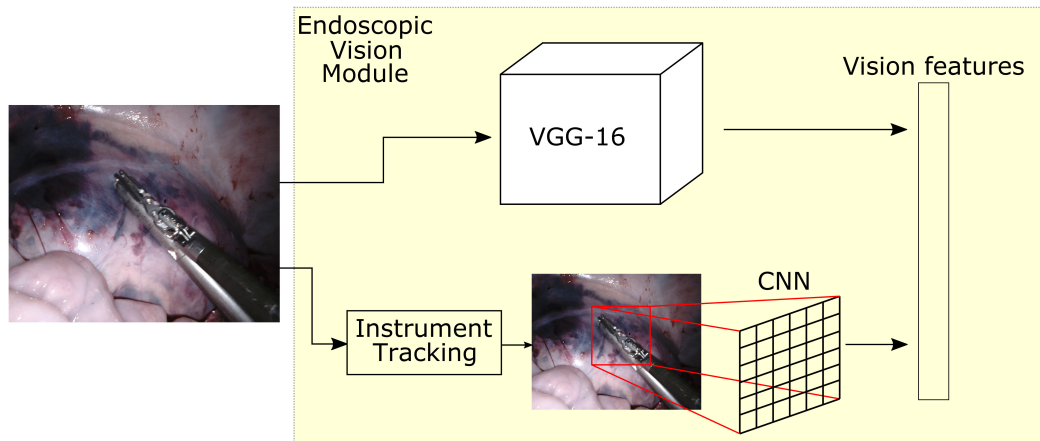 Endoscopic
Vision
Module
VGG-16
Vision features
Instrument
Tracking
CNN